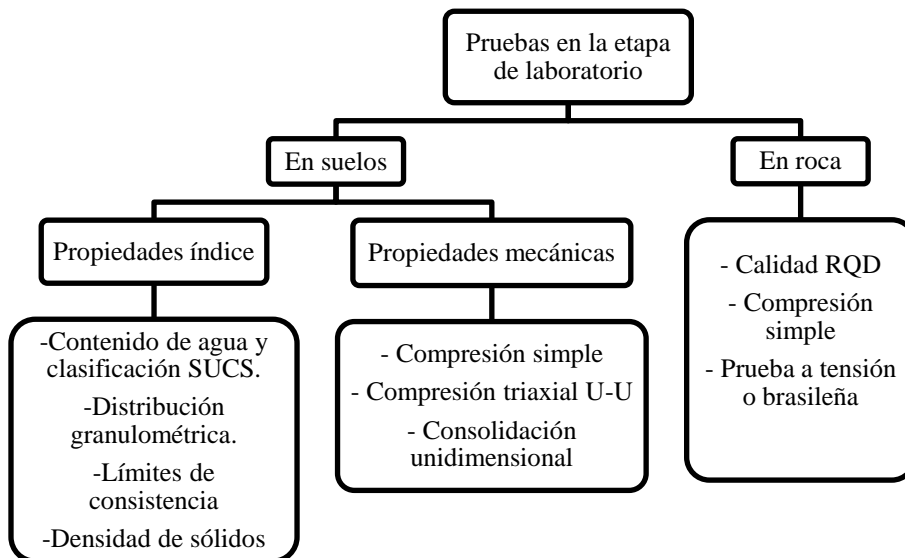 Pruebas en la etapa
de laboratorio
En suelos
En roca
Propiedades índice
Propiedades mecánicas
-Contenido de agua y
clasificación SUCS.
-Distribución
granulométrica.
-Límites de
consistencia
-Densidad de sólidos
- Compresión simple
- Compresión triaxial U-U
- Consolidación
unidimensional
- Calidad RQD
- Compresión
simple
- Prueba a tensión
o brasileña